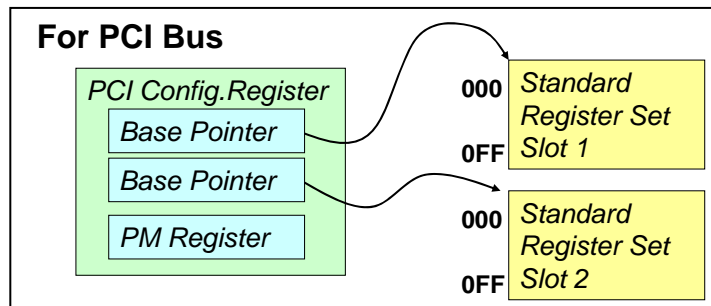 For PCI Bus
PCI Config.Register
Base Pointer
Base Pointer
PM Register
000
0FF
Standard
Register Set
Slot 1
000
0FF
Standard
Register Set
Slot 2